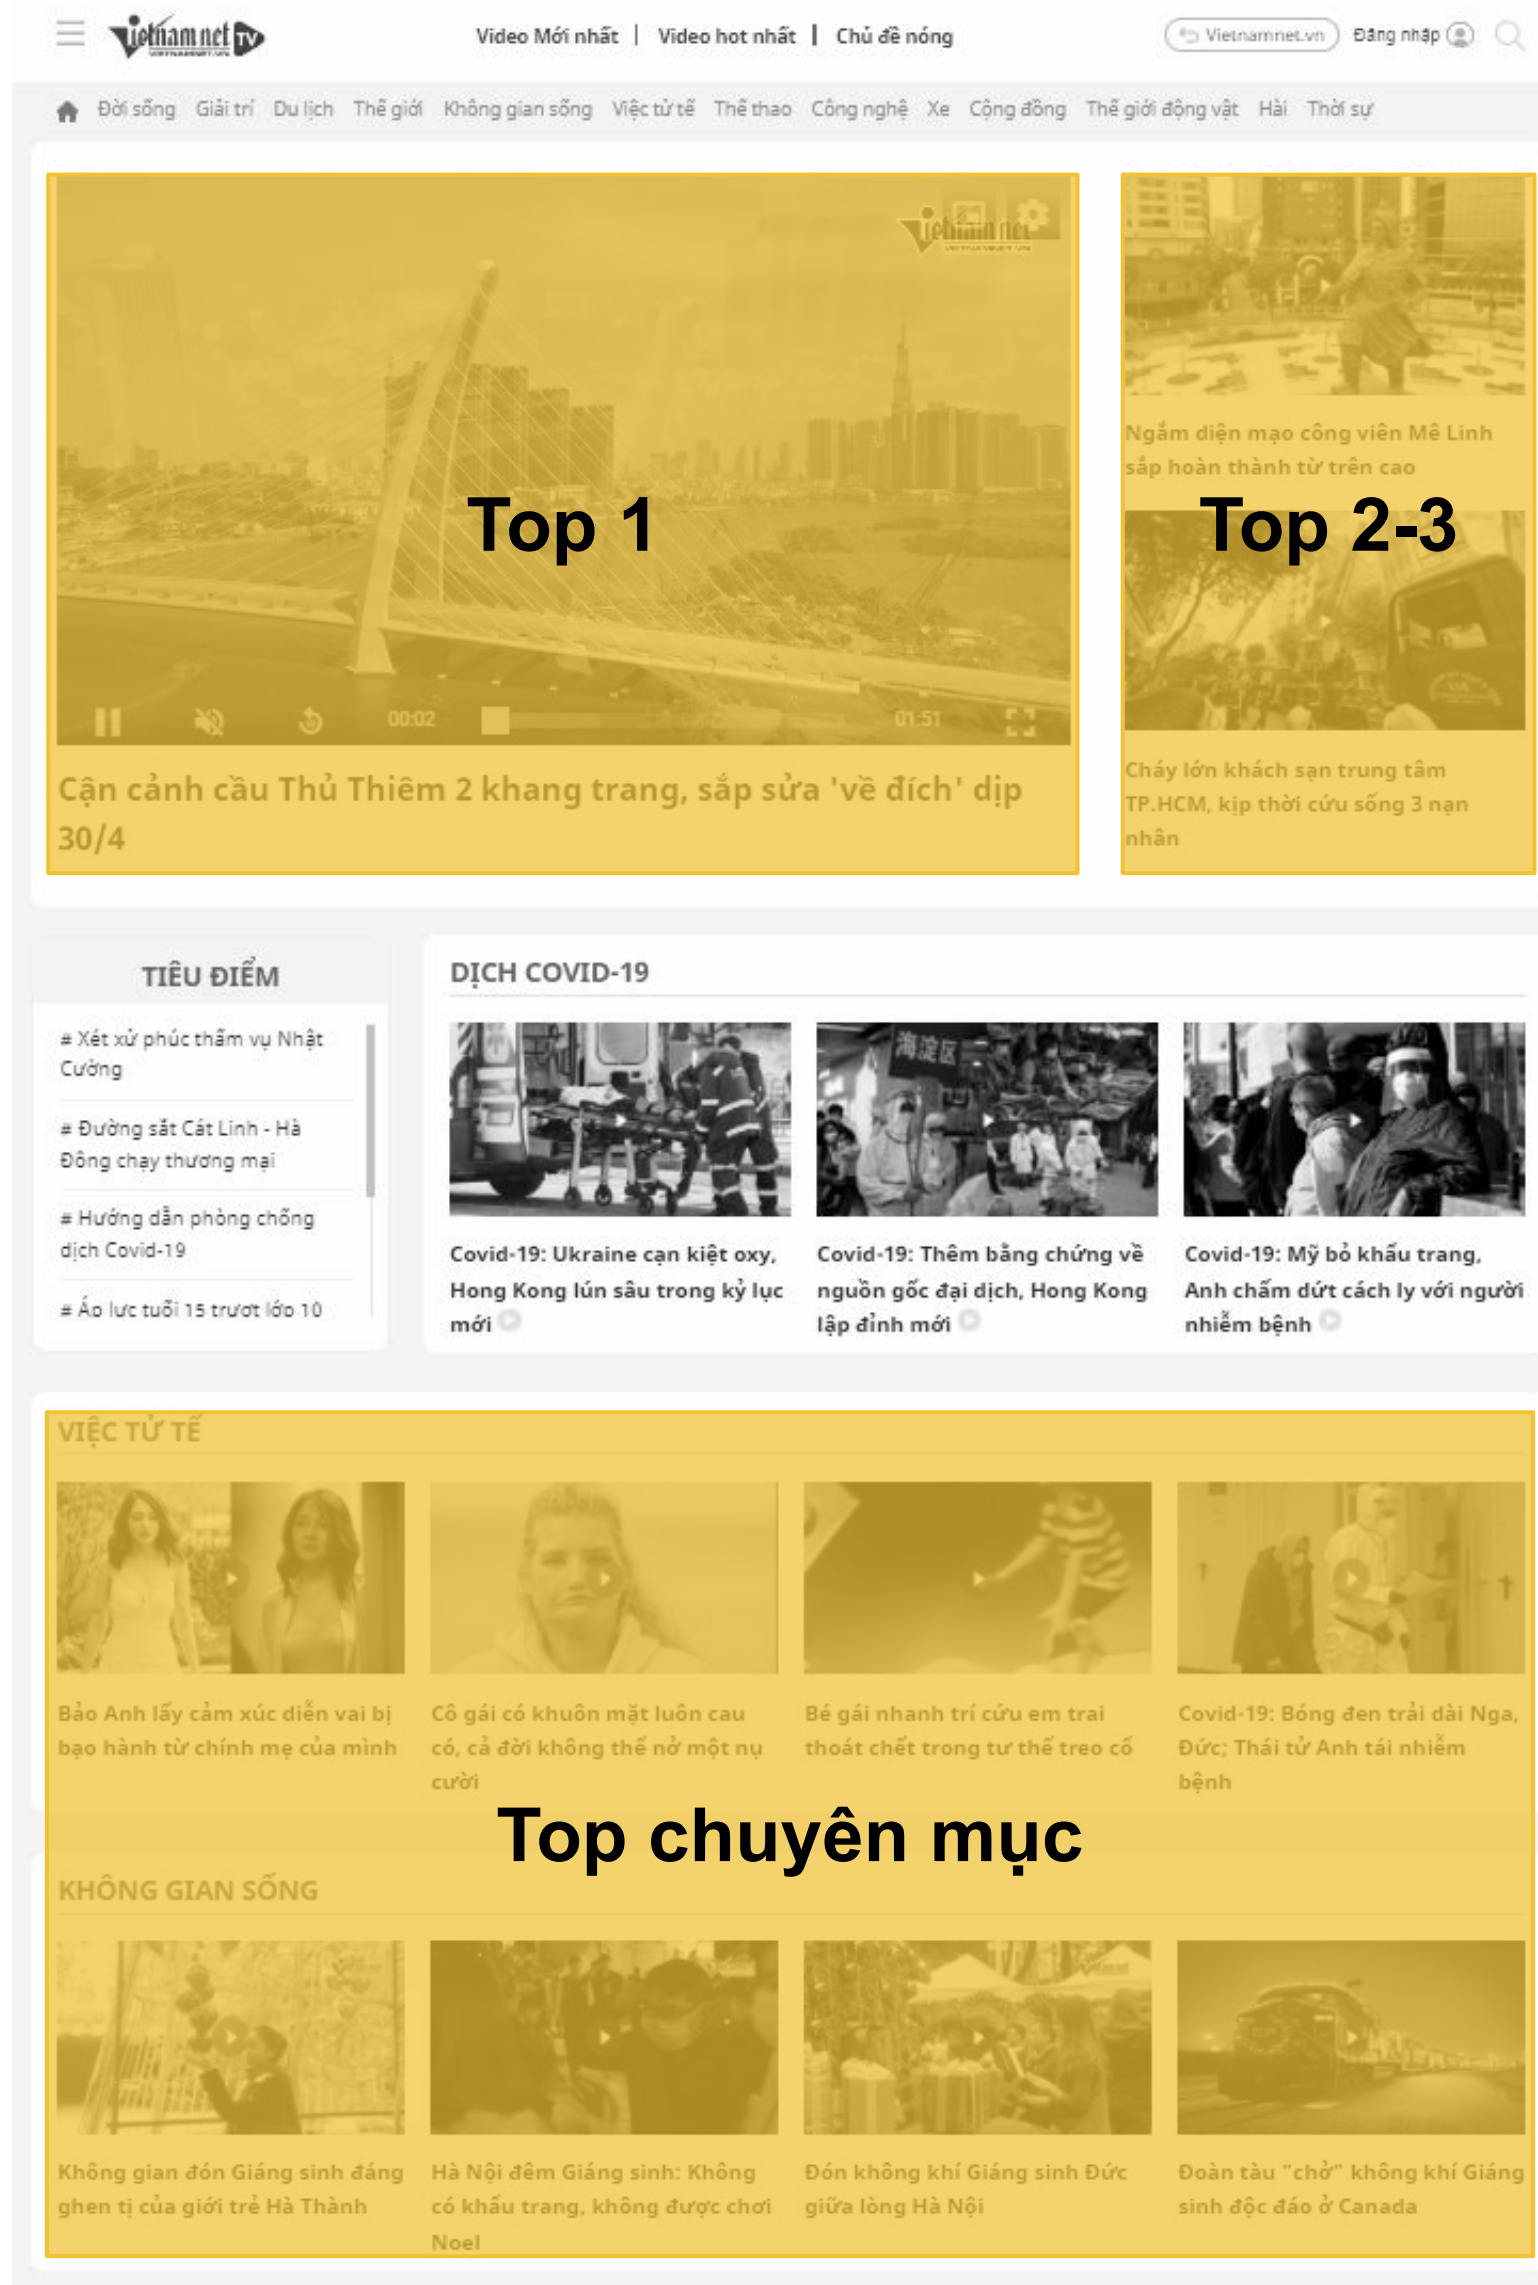 Vietnamnet TV
VIETNAMNET.VN
Video Mới nhất | Video hot nhất | Chủ đề nóng
Vietnamnet.vn
Đăng nhập
Đời sống Giải trí Du lịch Thế giới Không gian sống Việc tử tế Thể thao Công nghệ Xe Cộng đồng Thế giới động vật Hài Thời sự
Vietnamnet
VIETNAMNET.VN
Top 1
00:02
01:51
Cận cảnh cầu Thủ Thiêm 2 khang trang, sắp sửa 'về đích' dịp
30/4
Ngắm diện mạo công viên Mê Linh
sắp hoàn thành từ trên cao
Top 2-3
Cháy lớn khách sạn trung tâm
TP.HCM, kịp thời cứu sống 3 nạn
nhân
TIÊU ĐIỂM
# Xét xử phúc thẩm vụ Nhật
Cường
# Đường sắt Cát Linh - Hà
Đông chạy thương mại
# Hướng dẫn phòng chống
dịch Covid-19
# Áp lực tuổi 15 trượt lớp 10
DỊCH COVID-19
海淀区
Covid-19: Ukraine cạn kiệt oxy,
Hong Kong lún sâu trong kỷ lục
mới
Covid-19: Thêm bằng chứng về
nguồn gốc đại dịch, Hong Kong
lập đỉnh mới
Covid-19: Mỹ bỏ khẩu trang,
Anh chấm dứt cách ly với người
nhiễm bệnh
VIỆC TỬ TẾ
Bảo Anh lấy cảm xúc diễn vai bị
bạo hành từ chính mẹ của mình
Cô gái có khuôn mặt luôn cau
có, cả đời không thể nở một nụ
cười
Bé gái nhanh trí cứu em trai
thoát chết trong tư thế treo cổ
Covid-19: Bóng đen trải dài Nga,
Đức; Thái tử Anh tái nhiễm
bệnh
Top chuyên mục
KHÔNG GIAN SỐNG
Không gian đón Giáng sinh đáng
ghen tị của giới trẻ Hà Thành
Hà Nội đêm Giáng sinh: Không
có khẩu trang, không được chơi
Noel
Đón không khí Giáng sinh Đức
giữa lòng Hà Nội
Đoàn tàu "chở" không khí Giáng
sinh độc đáo ở Canada